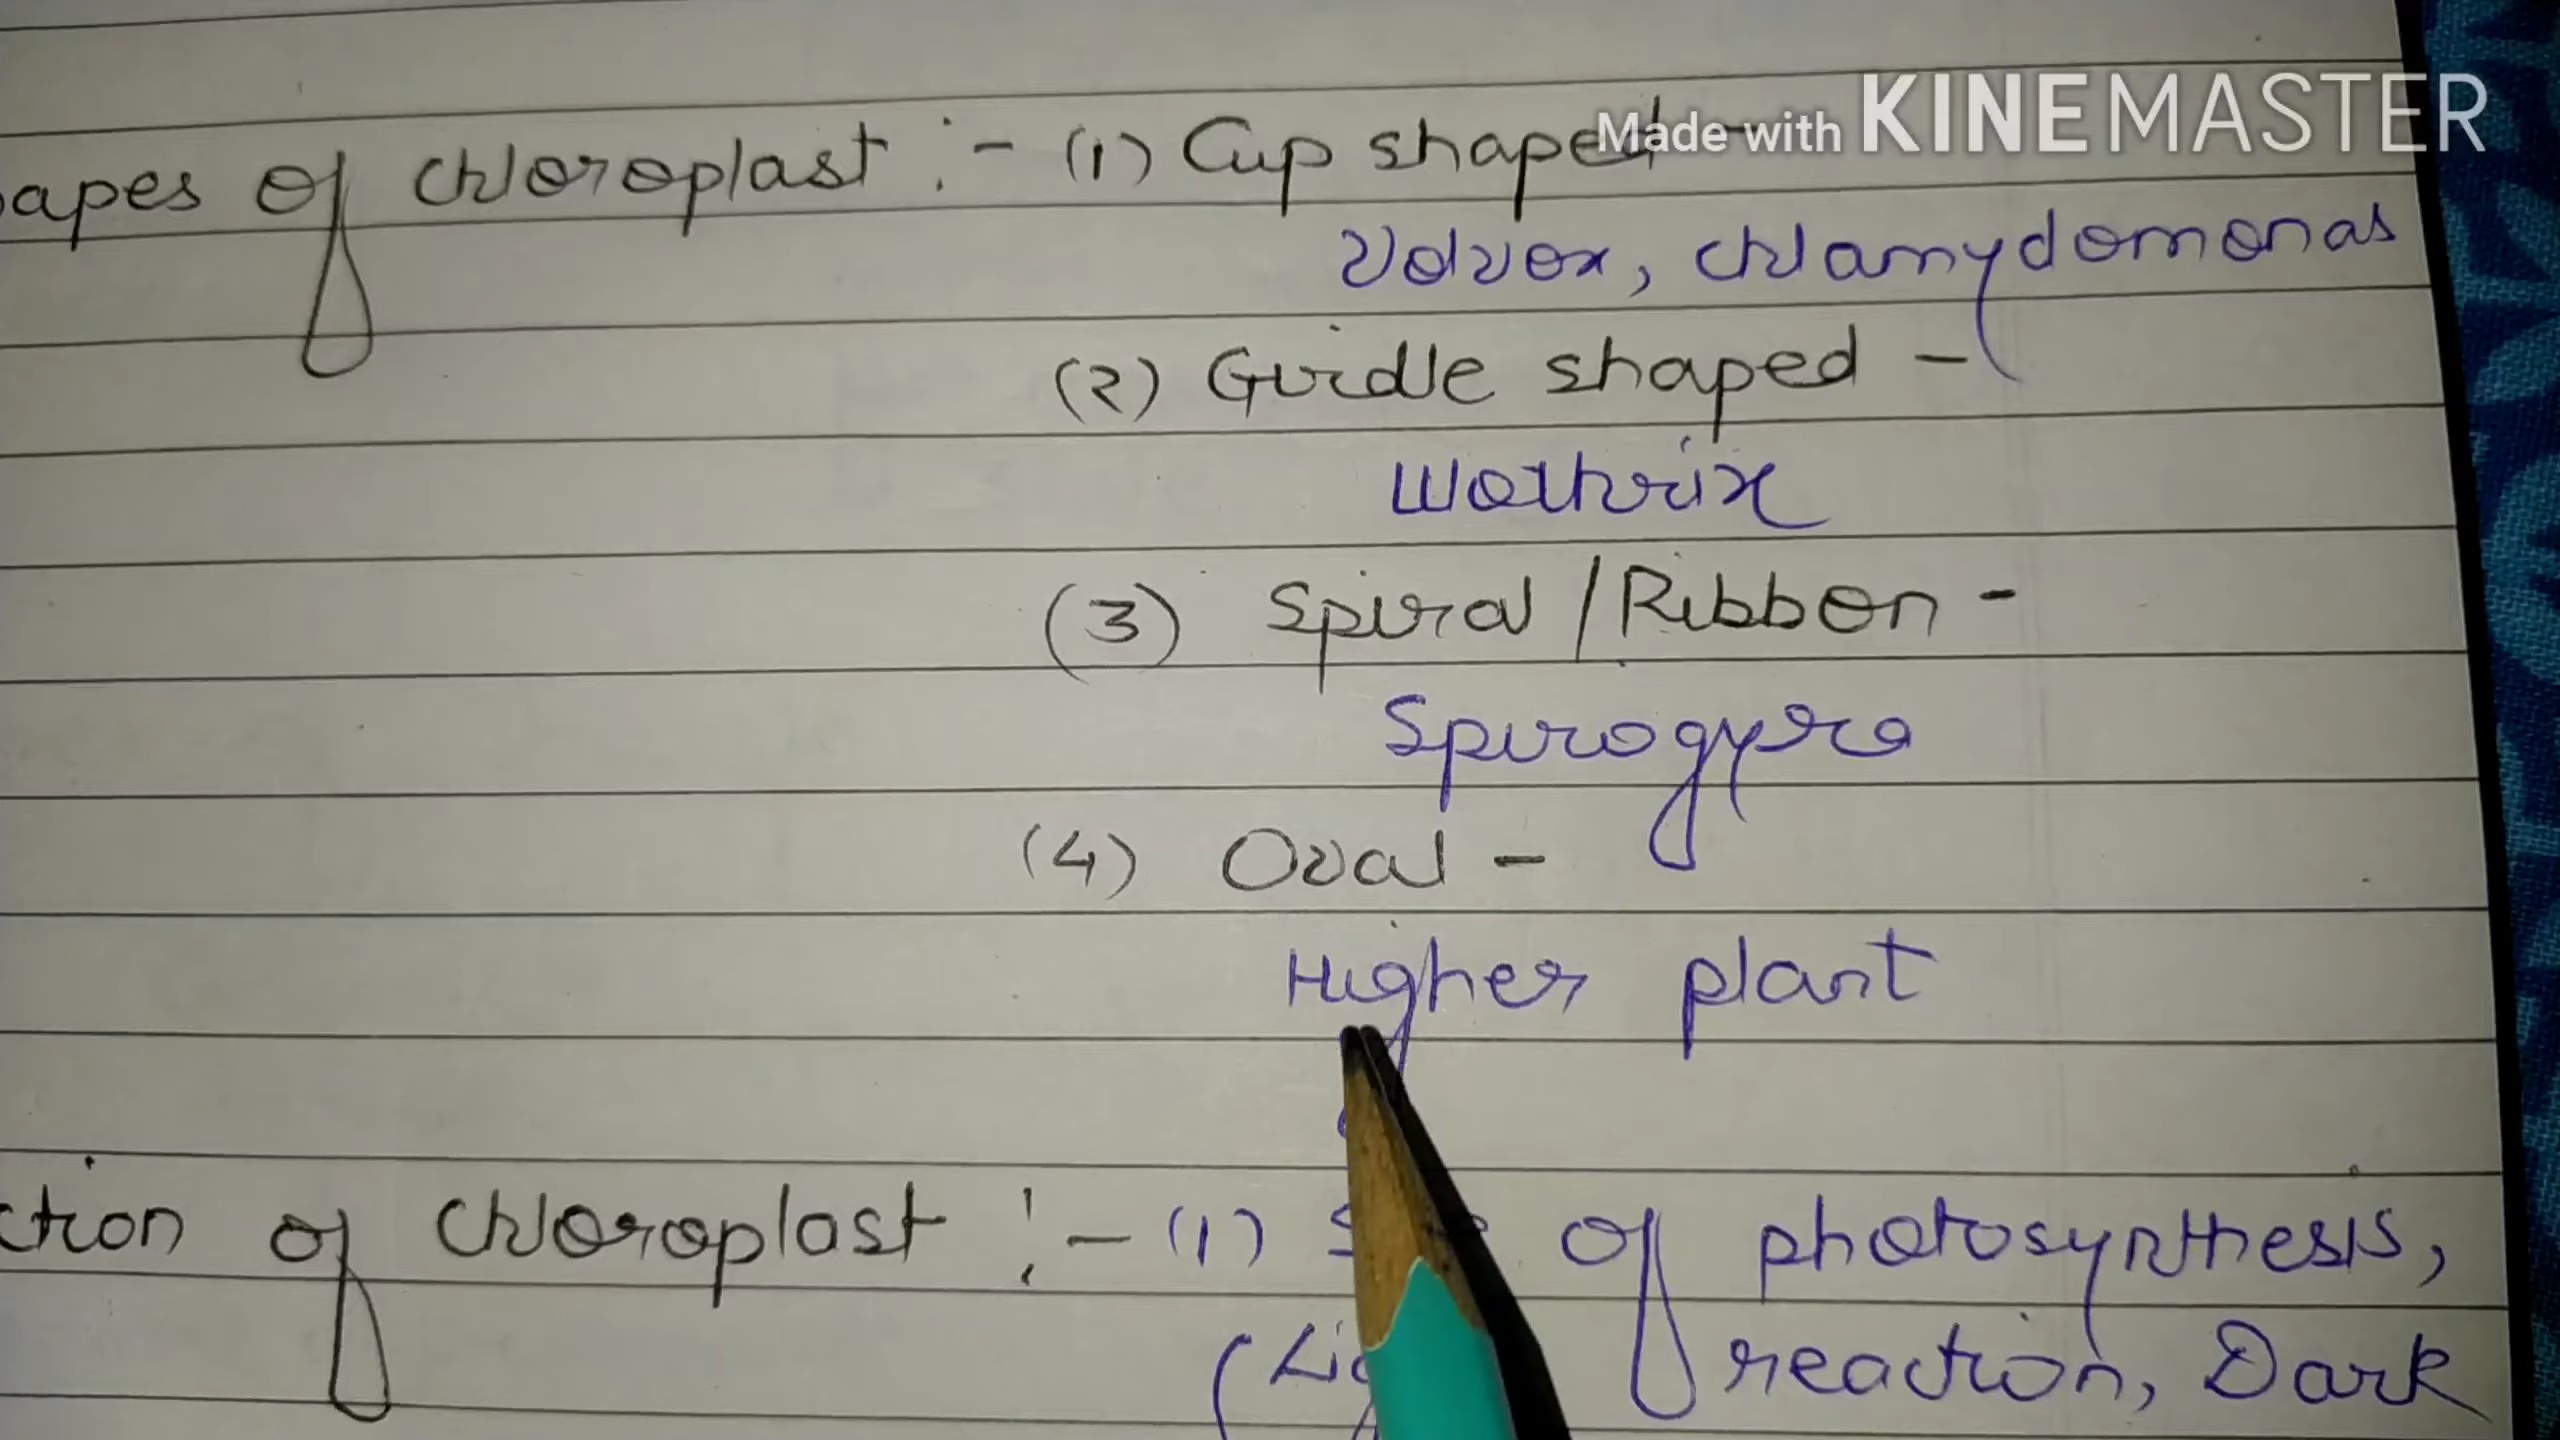 apes of chloroplast :- (1) Cup shaped -
Made with KINEMASTER
Volvox, chlamydomonas
(2) Girdle shaped -
Ulothrix
(3) Spiral / Ribbon -
Spirogyra
(4) Oval -
Higher plant
ction of chloroplast :- (1) of photosynthesis,
reaction, Dark